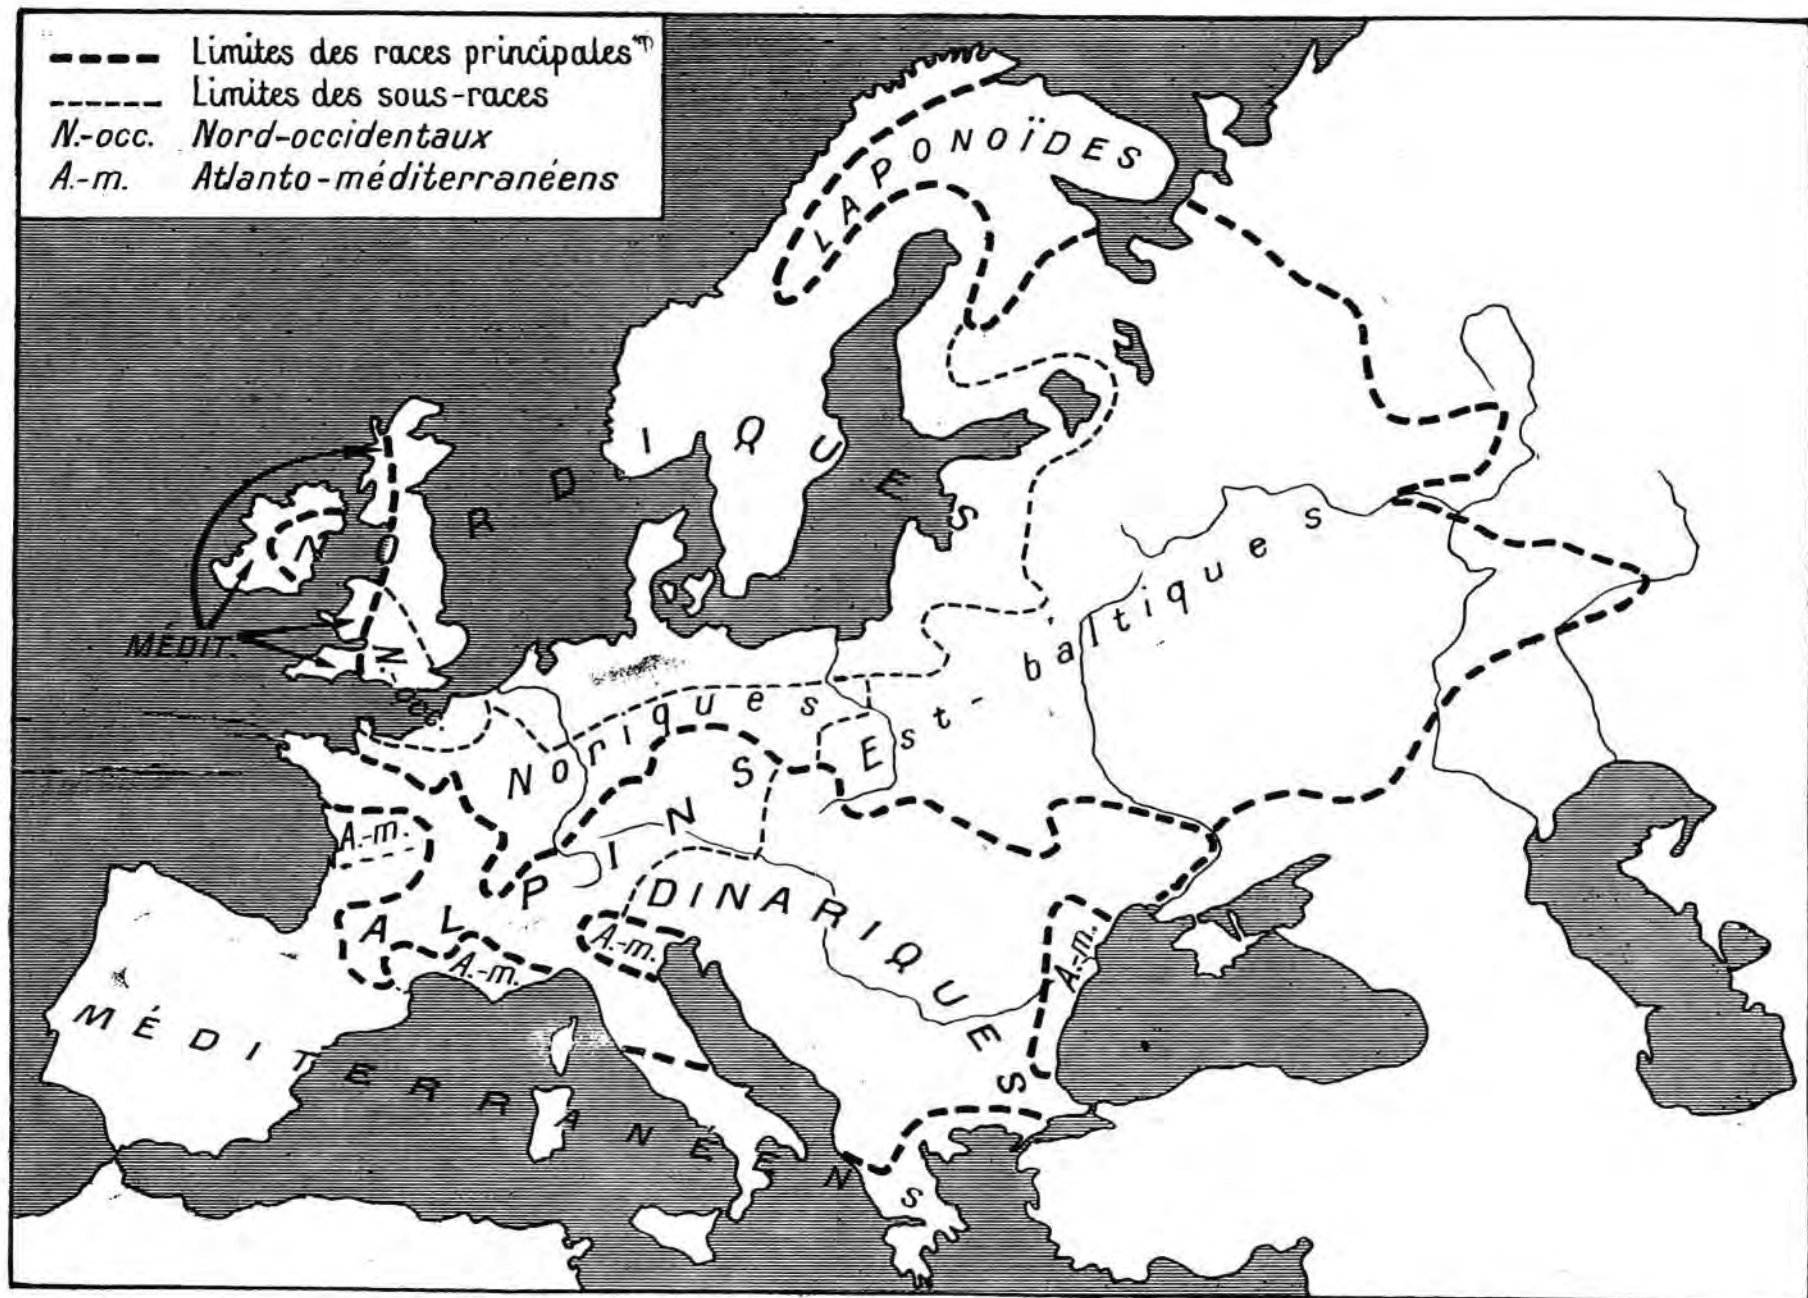 Limites des races principales (1)
Limites des sous-races
N.-occ. Nord-occidentaux
A.-m. Atlanto-méditerranéens
LAPONOÏDES
NORDIQUES
MÉDIT.
N.-occ.
Noriques
Est-baltiques
A.-m.
ALPINS
DINARIQUES
A.-m.
A.-m.
A.-m.
MÉDITERRANÉENS